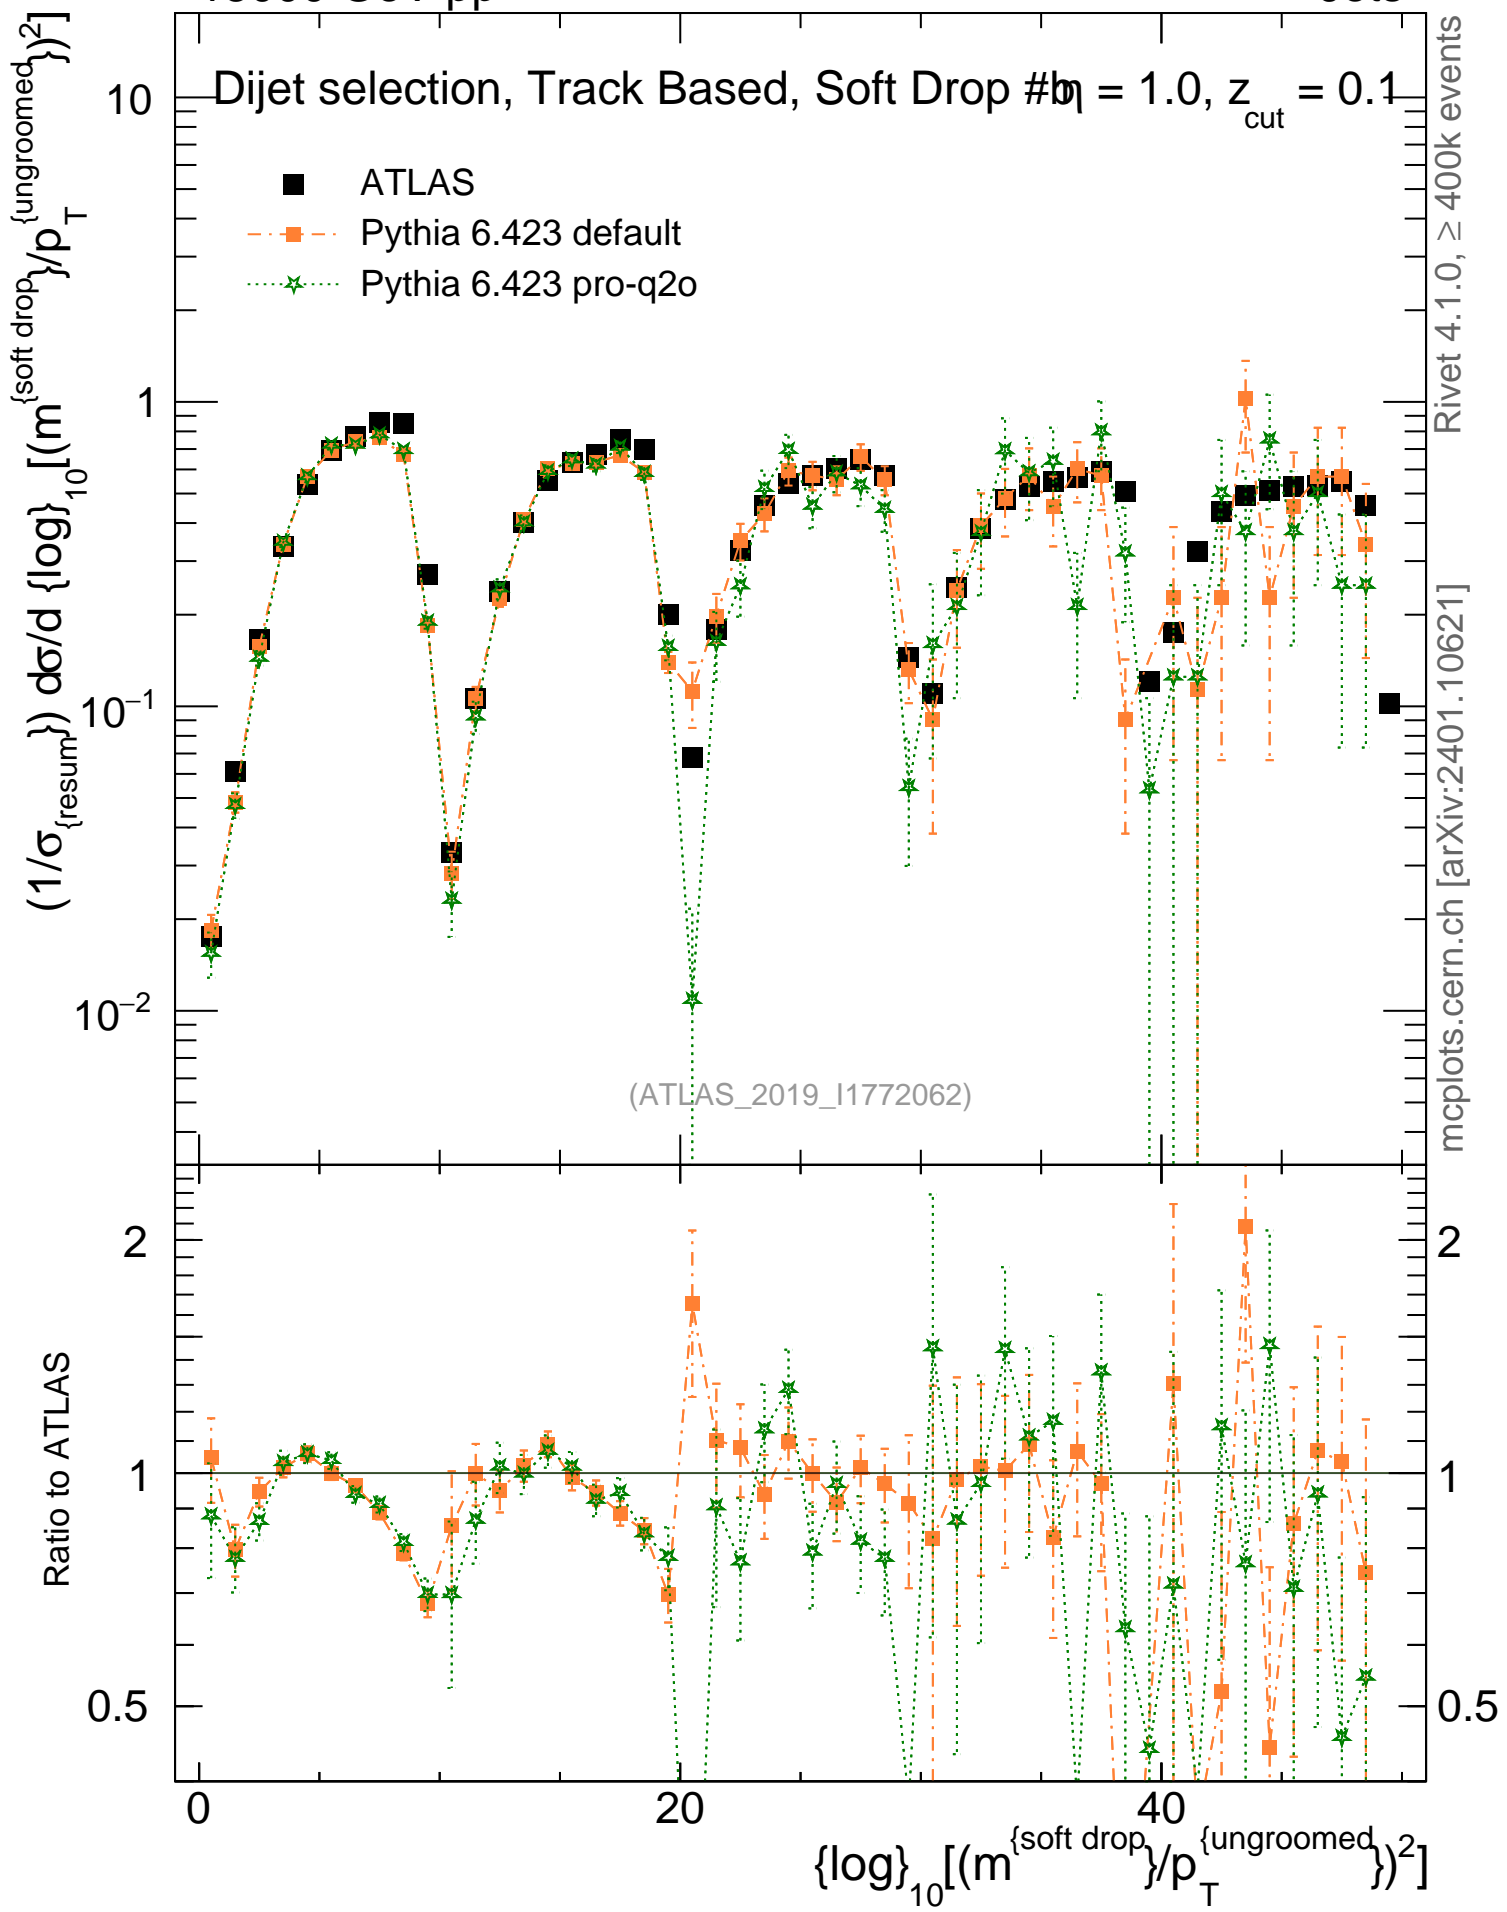 Dijet selection, Track Based, Soft Drop #bη = 1.0, z_cut = 0.1
ATLAS
Pythia 6.423 default
Pythia 6.423 pro-q2o
(1/σ_{resum}) dσ/d {log}_10[(m^{soft drop}/p_T^{ungroomed})^2]
10
1
10^−1
10^−2
(ATLAS_2019_I1772062)
Rivet 4.1.0, ≥ 400k events
mcplots.cern.ch [arXiv:2401.10621]
Ratio to ATLAS
2
1
0.5
2
1
0.5
0
20
40
{log}_10[(m^{soft drop}/p_T^{ungroomed})^2]